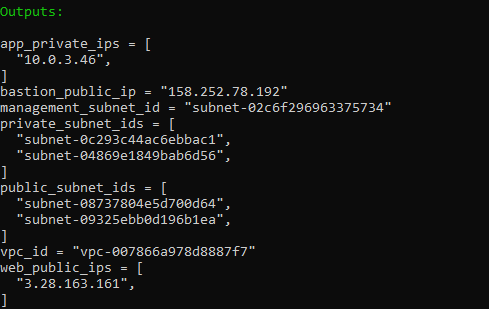 Outputs:
app_private_ips = [
  "10.0.3.46",
]
bastion_public_ip = "158.252.78.192"
management_subnet_id = "subnet-02c6f296963375734"
private_subnet_ids = [
  "subnet-0c293c44ac6ebbac1",
  "subnet-04869e1849bab6d56",
]
public_subnet_ids = [
  "subnet-08737804e5d700d64",
  "subnet-09325ebb0d196b1ea",
]
vpc_id = "vpc-007866a978d8887f7"
web_public_ips = [
  "3.28.163.161",
]